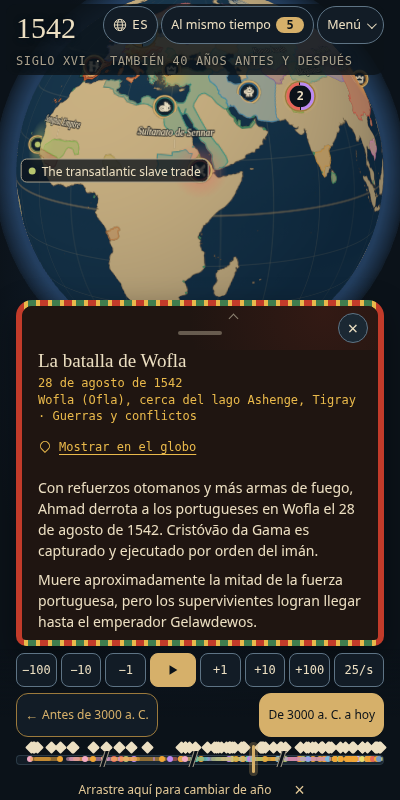 1542
ES
Al mismo tiempo 5
Menú
SIGLO XVI · TAMBIÉN 40 AÑOS ANTES Y DESPUÉS
2
Empire
Sultanato de Sennar
The transatlantic slave trade
La batalla de Wofla
28 de agosto de 1542
Wofla (Ofla), cerca del lago Ashenge, Tigray
· Guerras y conflictos
Mostrar en el globo
Con refuerzos otomanos y más armas de fuego,
Ahmad derrota a los portugueses en Wofla el 28
de agosto de 1542. Cristóvão da Gama es
capturado y ejecutado por orden del imán.
Muere aproximadamente la mitad de la fuerza
portuguesa, pero los supervivientes logran llegar
hasta el emperador Gelawdewos.
−100
−10
−1
+1
+10
+100
25/s
← Antes de 3000 a. C.
De 3000 a. C. a hoy
Arrastre aquí para cambiar de año